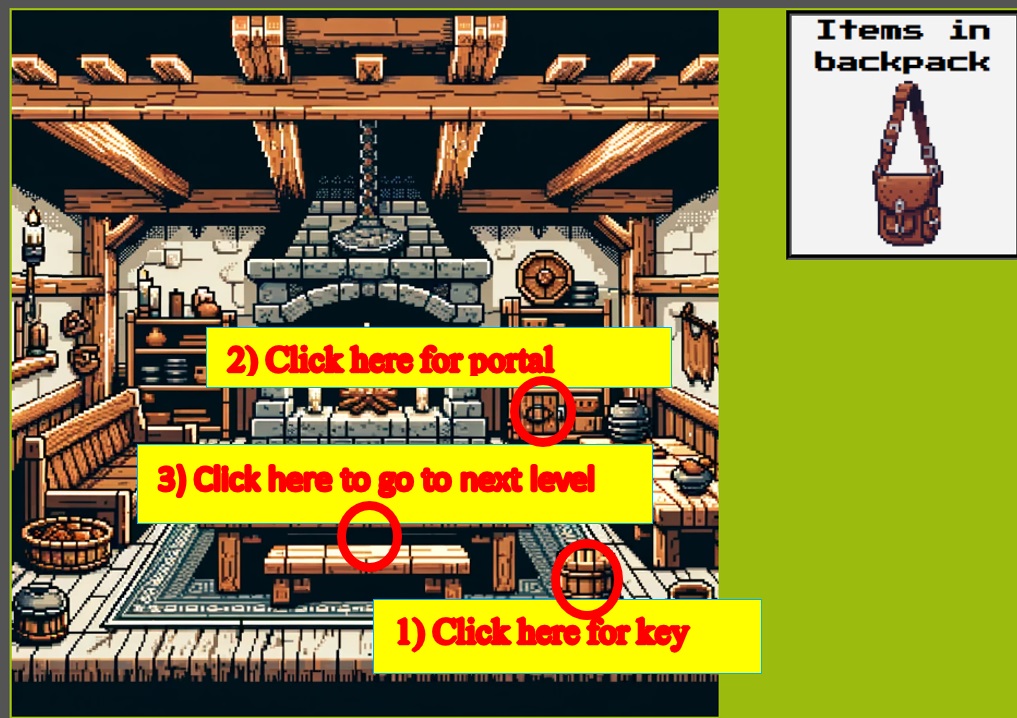 Items in
backpack
2) Click here for portal
3) Click here to go to next level
1) Click here for key